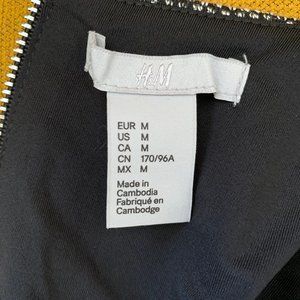 H&M
EUR M
US M
CA M
CN 170/96A
MX M
Made in
Cambodia
Fabriqué en
Cambodge